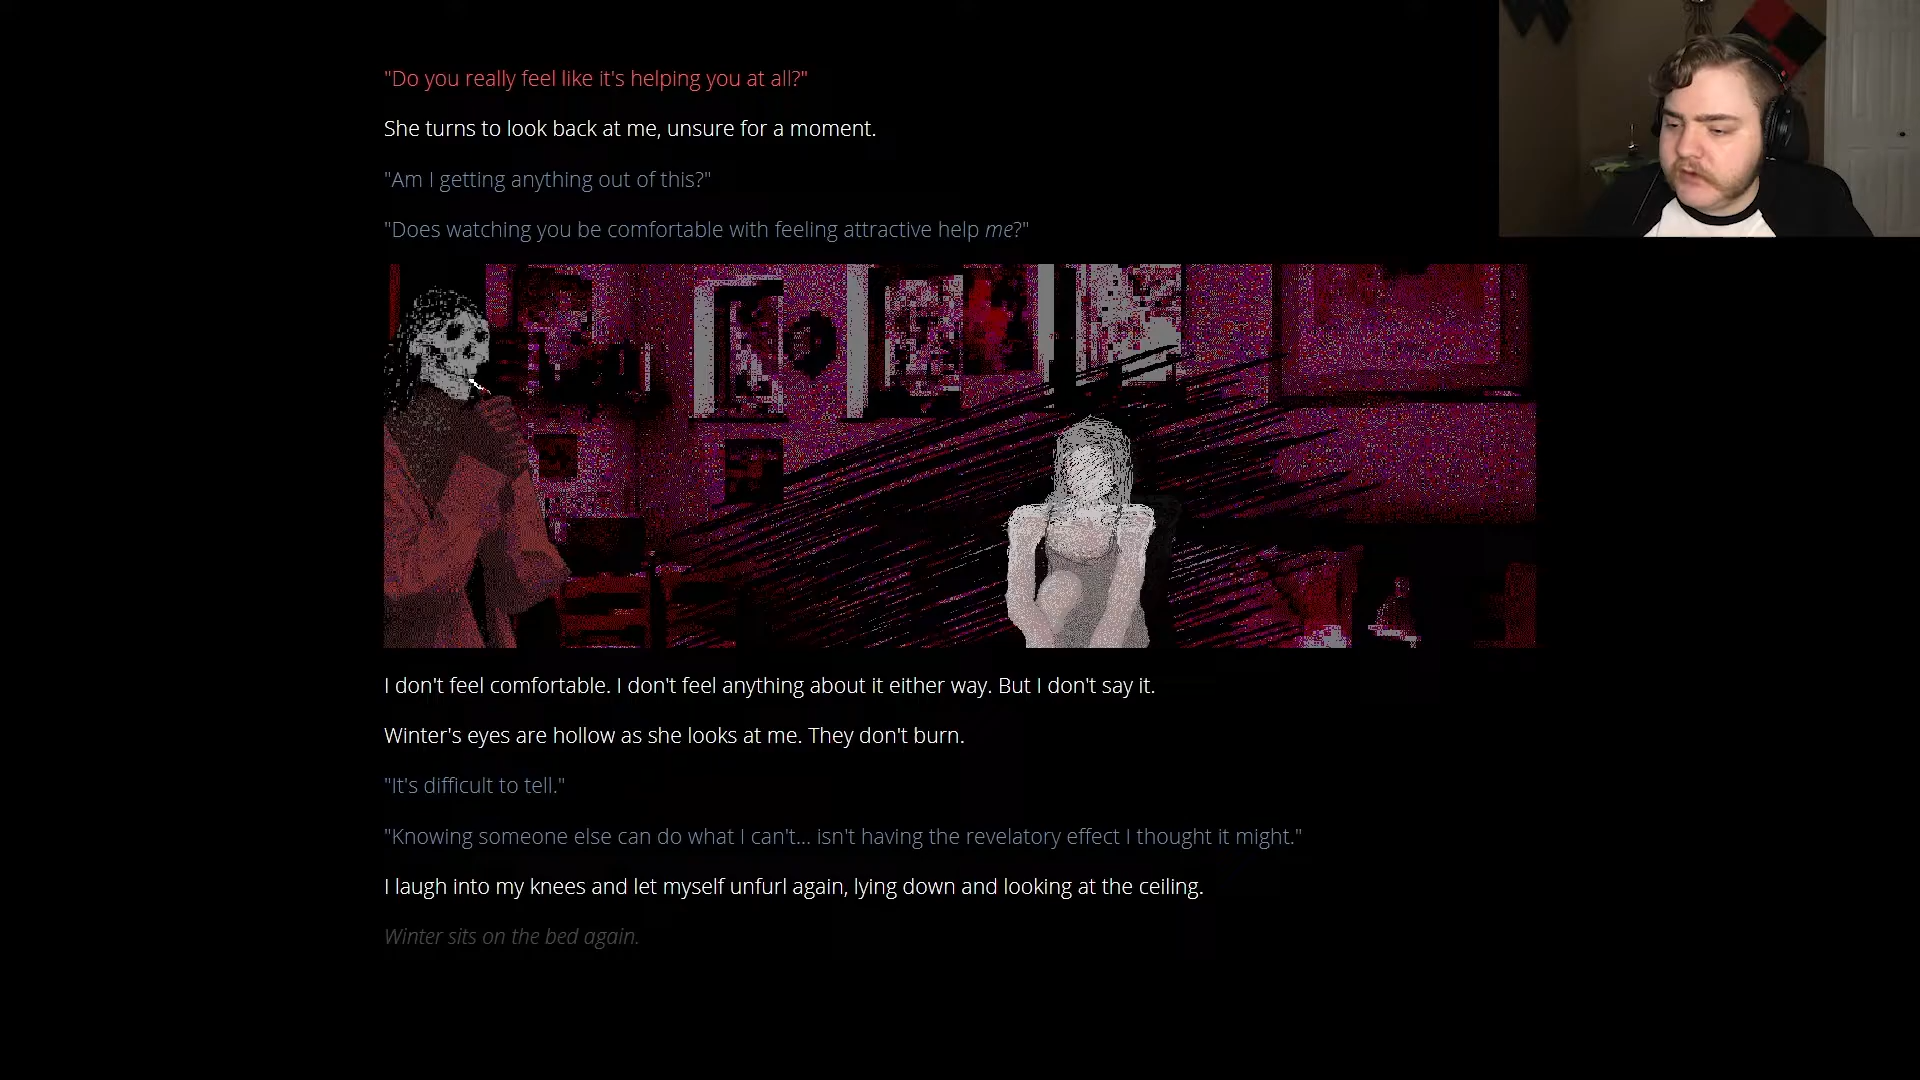 "Do you really feel like it's helping you at all?"
She turns to look back at me, unsure for a moment.
"Am I getting anything out of this?"
"Does watching you be comfortable with feeling attractive help me?"
I don't feel comfortable. I don't feel anything about it either way. But I don't say it.
Winter's eyes are hollow as she looks at me. They don't burn.
"It's difficult to tell."
"Knowing someone else can do what I can't... isn't having the revelatory effect I thought it might."
I laugh into my knees and let myself unfurl again, lying down and looking at the ceiling.
Winter sits on the bed again.